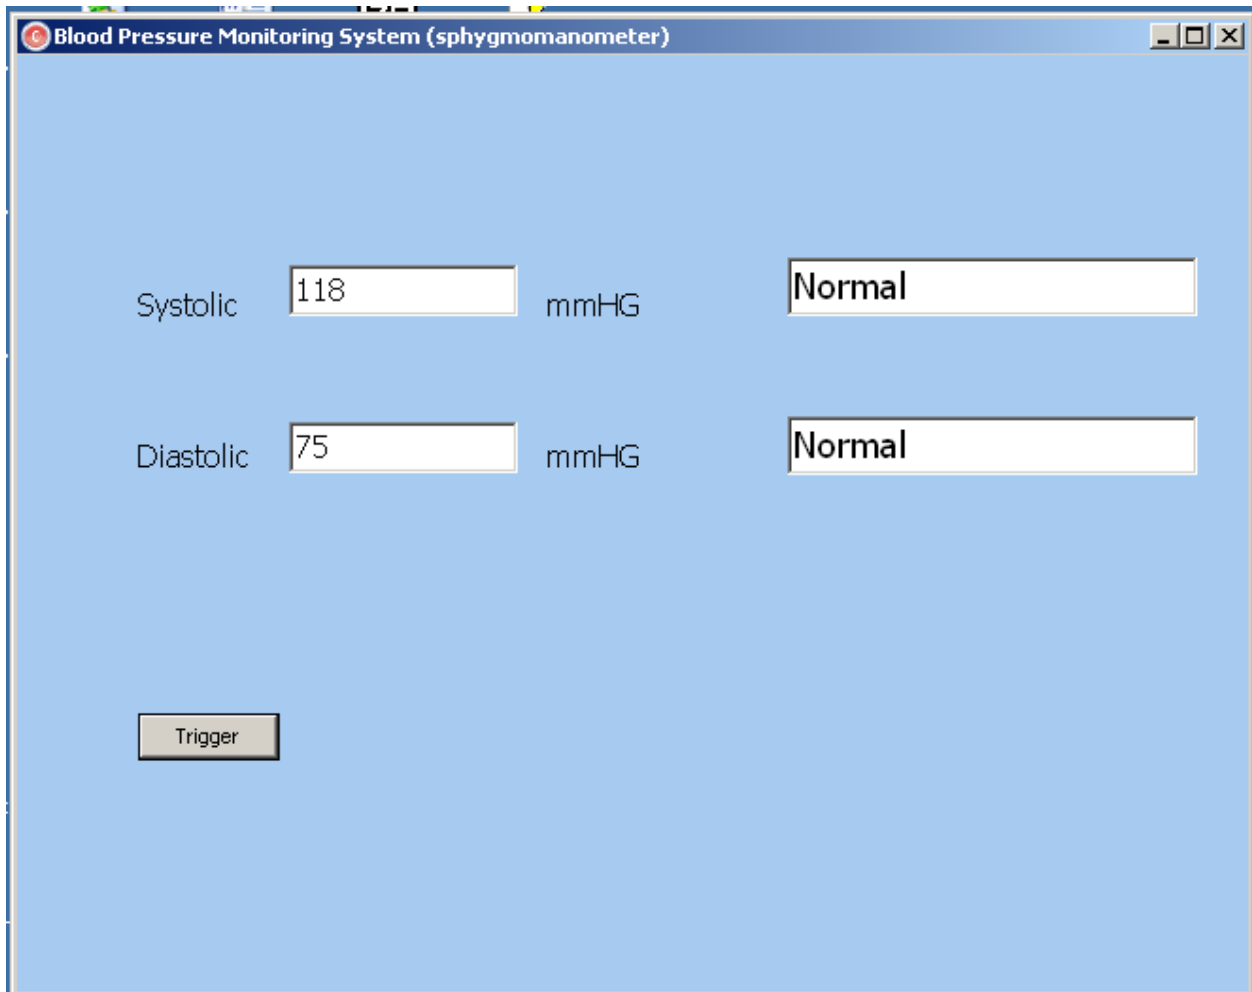 Blood Pressure Monitoring System (sphygmomanometer)
Systolic 118 mmHG Normal
Diastolic 75 mmHG Normal
Trigger